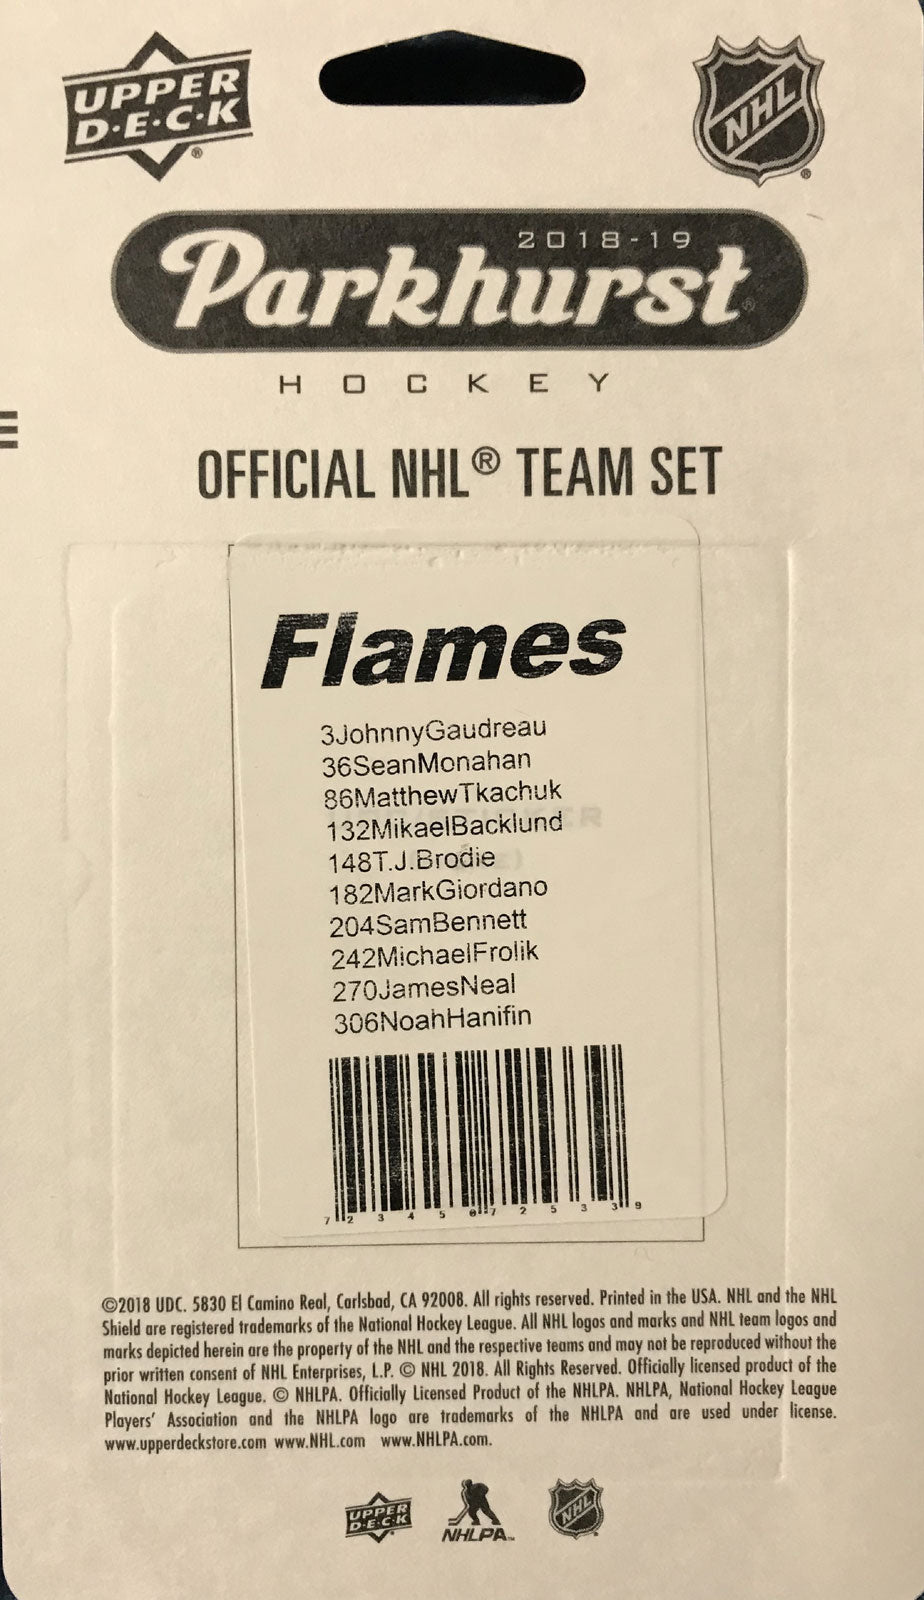 UPPER
D·E·C·K®
NHL®
2018-19
Parkhurst®
HOCKEY
OFFICIAL NHL® TEAM SET
Flames
3JohnnyGaudreau
36SeanMonahan
86MatthewTkachuk
132MikaelBacklund
148T.J.Brodie
182MarkGiordano
204SamBennett
242MichaelFrolik
270JamesNeal
306NoahHanifin
7 2 3 4 5 0 7 2 5 3 3 9
©2018 UDC. 5830 El Camino Real, Carlsbad, CA 92008. All rights reserved. Printed in the USA. NHL and the NHL
Shield are registered trademarks of the National Hockey League. All NHL logos and marks and NHL team logos and
marks depicted herein are the property of the NHL and the respective teams and may not be reproduced without the
prior written consent of NHL Enterprises, L.P. © NHL 2018. All Rights Reserved. Officially licensed product of the
National Hockey League. © NHLPA. Officially Licensed Product of the NHLPA. NHLPA, National Hockey League
Players' Association and the NHLPA logo are trademarks of the NHLPA and are used under license.
www.upperdeckstore.com www.NHL.com www.NHLPA.com.
UPPER
D·E·C·K
NHLPA™
NHL